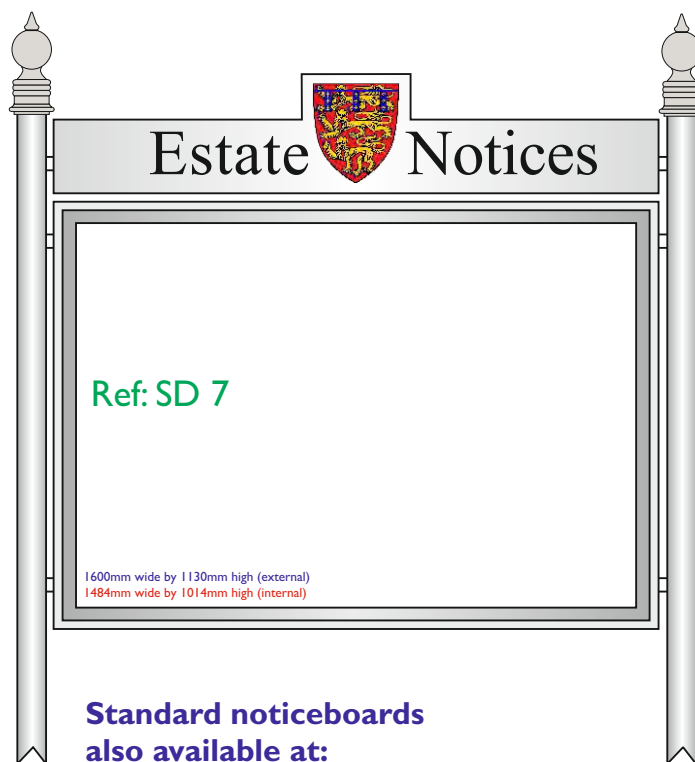 Estate Notices
Ref: SD 7
1600mm wide by 1130mm high (external)
1484mm wide by 1014mm high (internal)
Standard noticeboards
also available at: